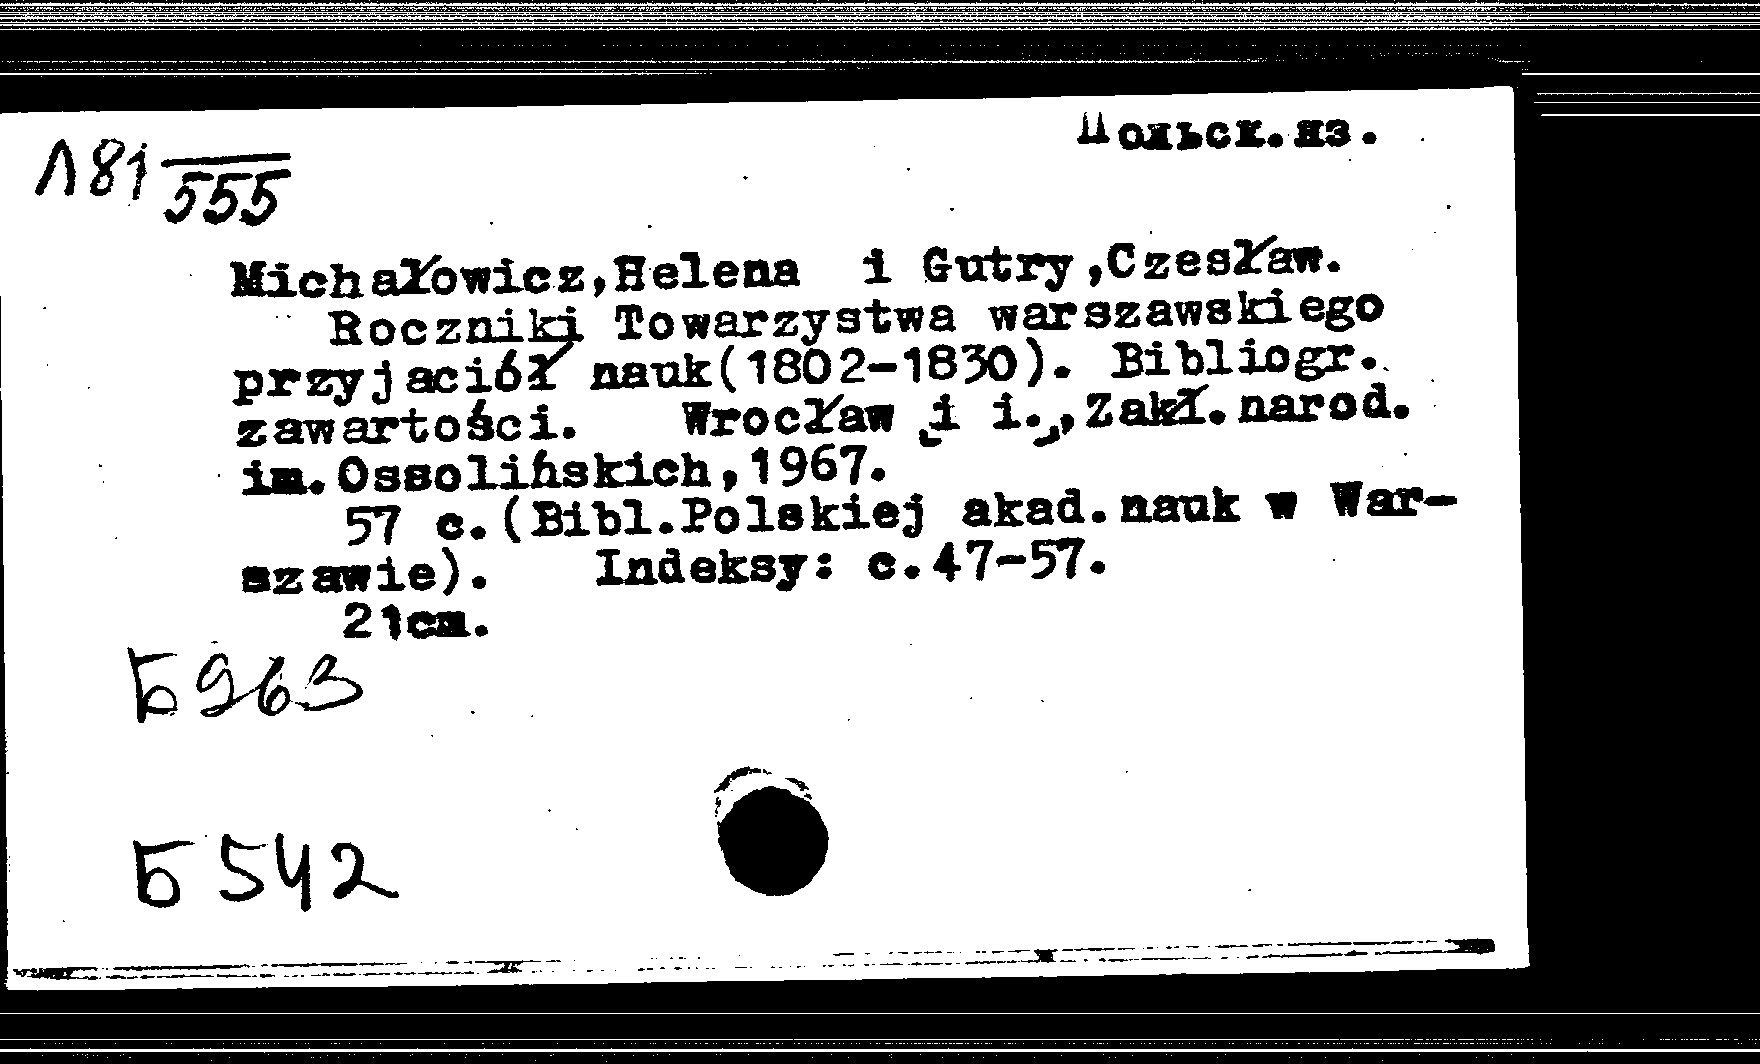 Польск.яз.
Л81 555
Michałowicz,Helena i Gutry,Czesław.
Roczniki Towarzystwa warszawskiego
przyjaciół nauk(1802-1830). Bibliogr.
zawartości. Wrocław [i i.],Zakł.narod.
im.Ossolińskich,1967.
57 c.(Bibl.Polskiej akad.nauk w War-
szawie). Indeksy: c.47-57.
21cm.
Б963
Б542